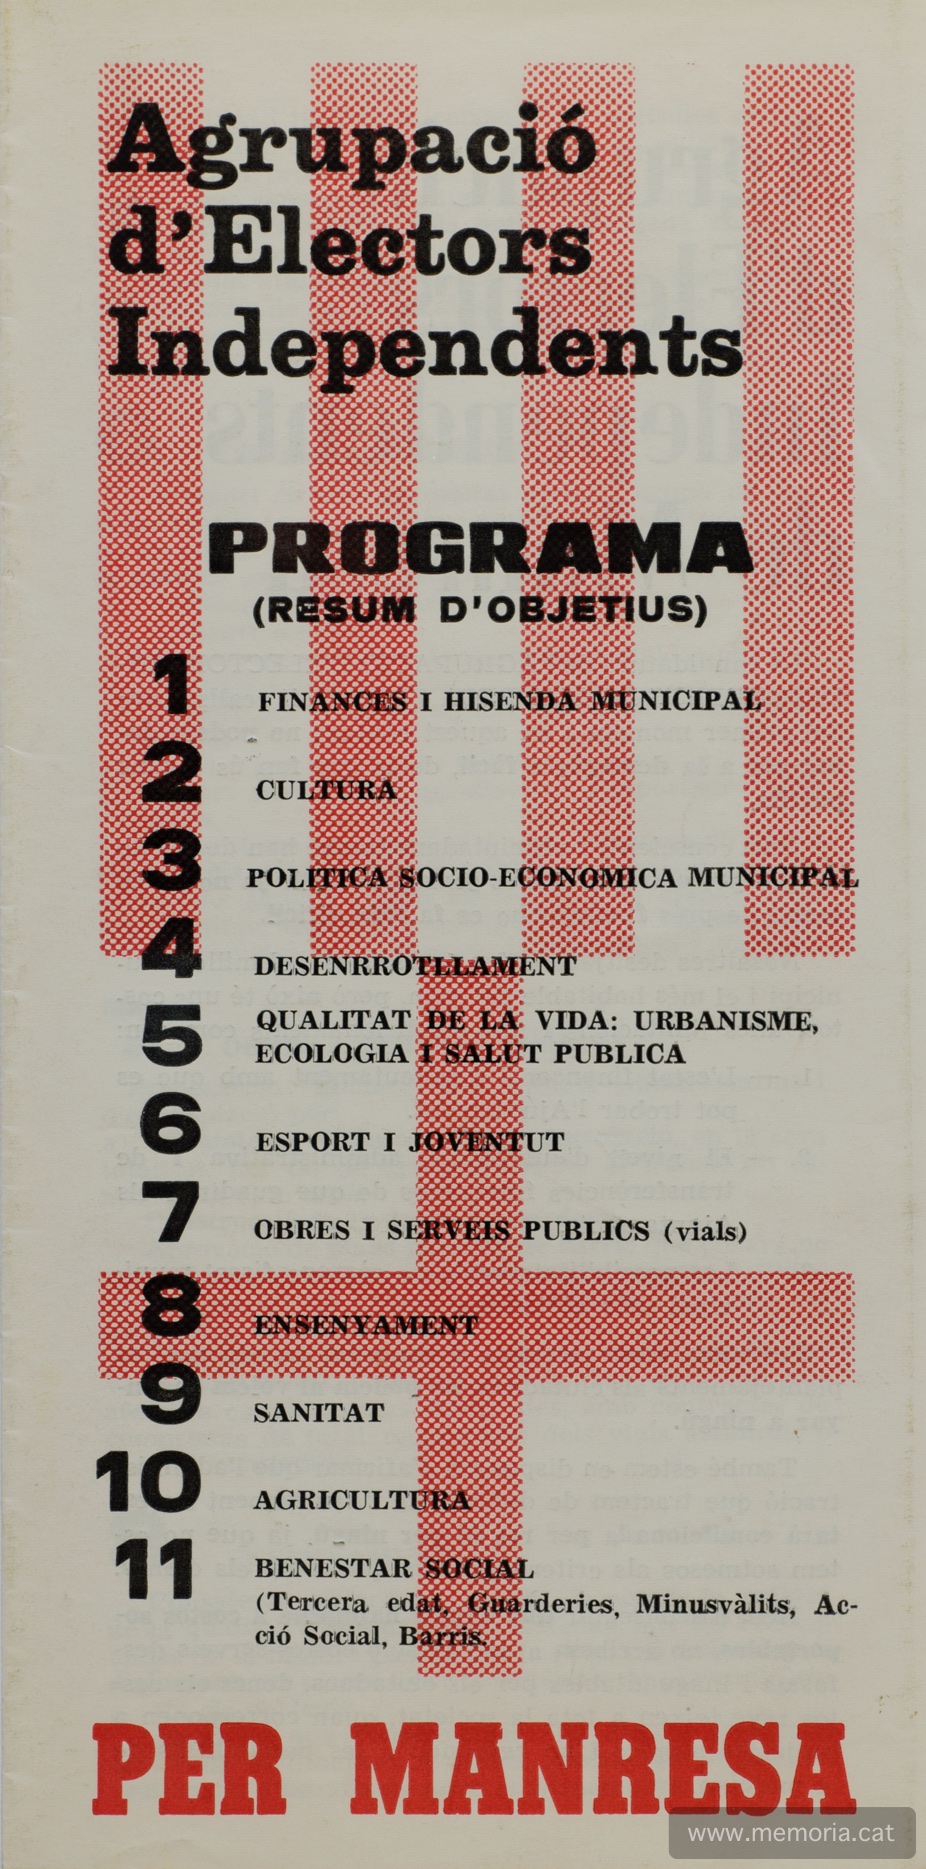 Agrupació
d'Electors
Independents
PROGRAMA
(RESUM D'OBJETIUS)
1 FINANCES I HISENDA MUNICIPAL
2 CULTURA
3 POLITICA SOCIO-ECONOMICA MUNICIPAL
4 DESENRROTLLAMENT
5 QUALITAT DE LA VIDA: URBANISME,
ECOLOGIA I SALUT PUBLICA
6 ESPORT I JOVENTUT
7 OBRES I SERVEIS PUBLICS (vials)
8 ENSENYAMENT
9 SANITAT
10 AGRICULTURA
11 BENESTAR SOCIAL
(Tercera edat, Guarderies, Minusvàlits, Ac-
ció Social, Barris.
PER MANRESA
www.memoria.cat